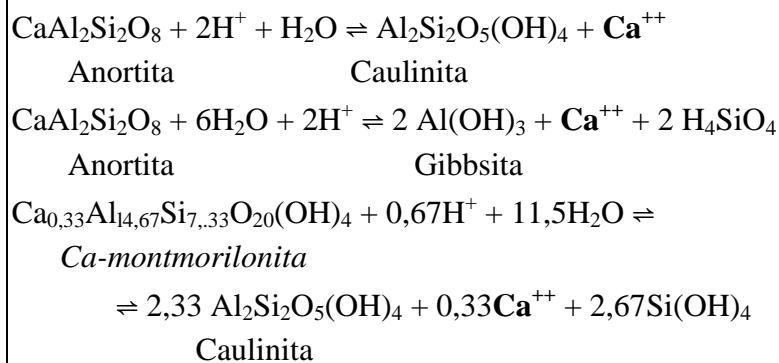 CaAl₂Si₂O₈ + 2H⁺ + H₂O ⇌ Al₂Si₂O₅(OH)₄ + Ca⁺⁺
Anortita Caulinita
CaAl₂Si₂O₈ + 6H₂O + 2H⁺ ⇌ 2 Al(OH)₃ + Ca⁺⁺ + 2 H₄SiO₄
Anortita Gibbsita
Ca₀,₃₃Al₁₄,₆₇Si₇,.₃₃O₂₀(OH)₄ + 0,67H⁺ + 11,5H₂O ⇌
Ca-montmorilonita
⇌ 2,33 Al₂Si₂O₅(OH)₄ + 0,33Ca⁺⁺ + 2,67Si(OH)₄
Caulinita